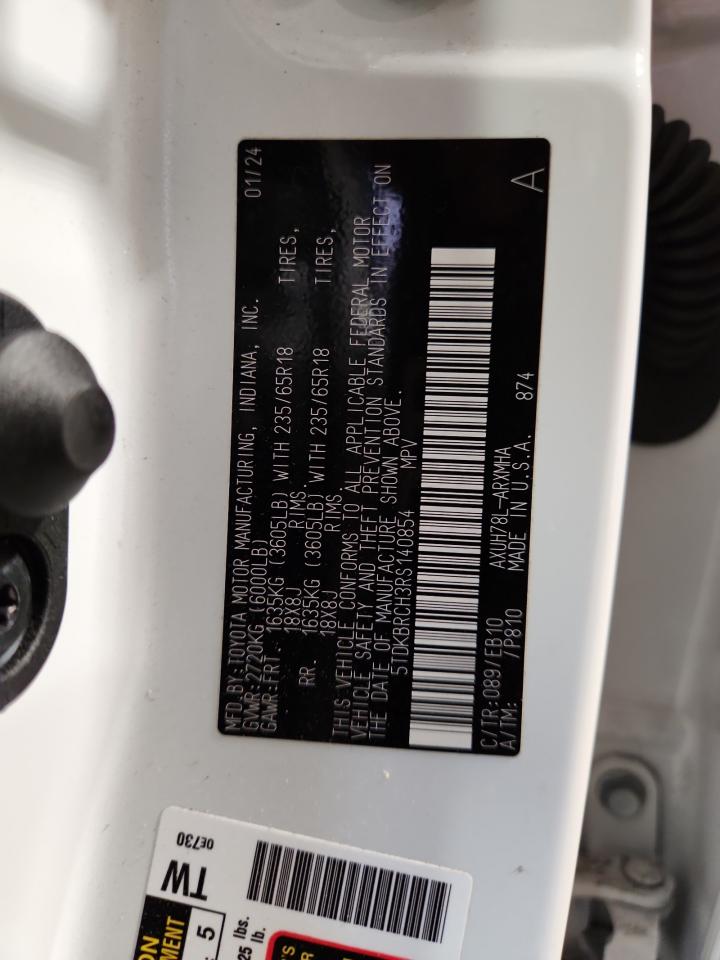 MFD. BY: TOYOTA MOTOR MANUFACTURING, INDIANA, INC. 01/24
GVWR: 2720KG (6000LB)
GAWR: FRT. 1635KG (3605LB) WITH 235/65R18 TIRES,
18X8J RIMS
RR. 1635KG (3605LB) WITH 235/65R18 TIRES,
18X8J RIMS
THIS VEHICLE CONFORMS TO ALL APPLICABLE FEDERAL MOTOR
VEHICLE SAFETY AND THEFT PREVENTION STANDARDS IN EFFECT ON
THE DATE OF MANUFACTURE SHOWN ABOVE.
5TDKBRCH3RS140854 MPV
C/TR: 089/EB10 AXUH78L-ARXMHA
A/TM: /P810 MADE IN U.S.A. 874 A
0E730
TW
5
25 lb.
lbs.